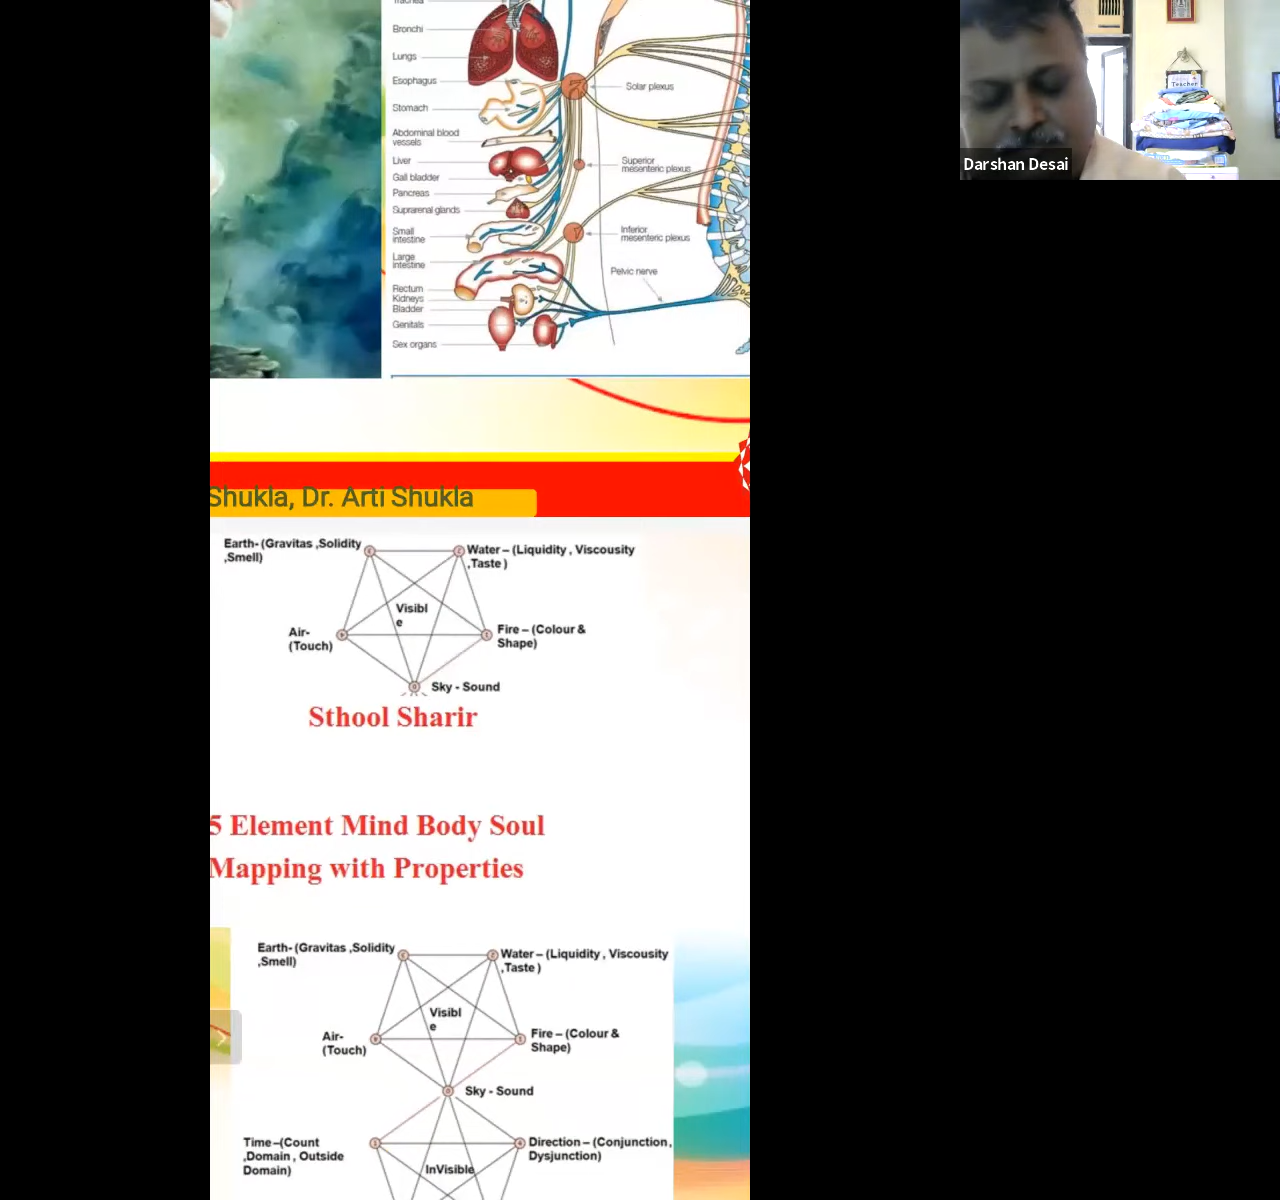 Bronchi
Lungs
Esophagus
Stomach
Abdominal blood
vessels
Liver
Gall bladder
Pancreas
Suprarenal glands
Small
intestine
Large
intestine
Rectum
Kidneys
Bladder
Genitals
Sex organs
Solar plexus
Superior
mesenteric plexus
Inferior
mesenteric plexus
Pelvic nerve
Teacher
Darshan Desai
Shukla, Dr. Arti Shukla
Earth- (Gravitas ,Solidity
,Smell)
Water – (Liquidity , Viscousity
,Taste )
Visibl
e
Air-
(Touch)
Fire – (Colour &
Shape)
Sky - Sound
Sthool Sharir
5 Element Mind Body Soul
Mapping with Properties
Earth- (Gravitas ,Solidity
,Smell)
Water – (Liquidity , Viscousity
,Taste )
Visibl
e
Air-
(Touch)
Fire – (Colour &
Shape)
Sky - Sound
Time –(Count
,Domain , Outside
Domain)
Direction – (Conjunction,
Dysjunction)
InVisible